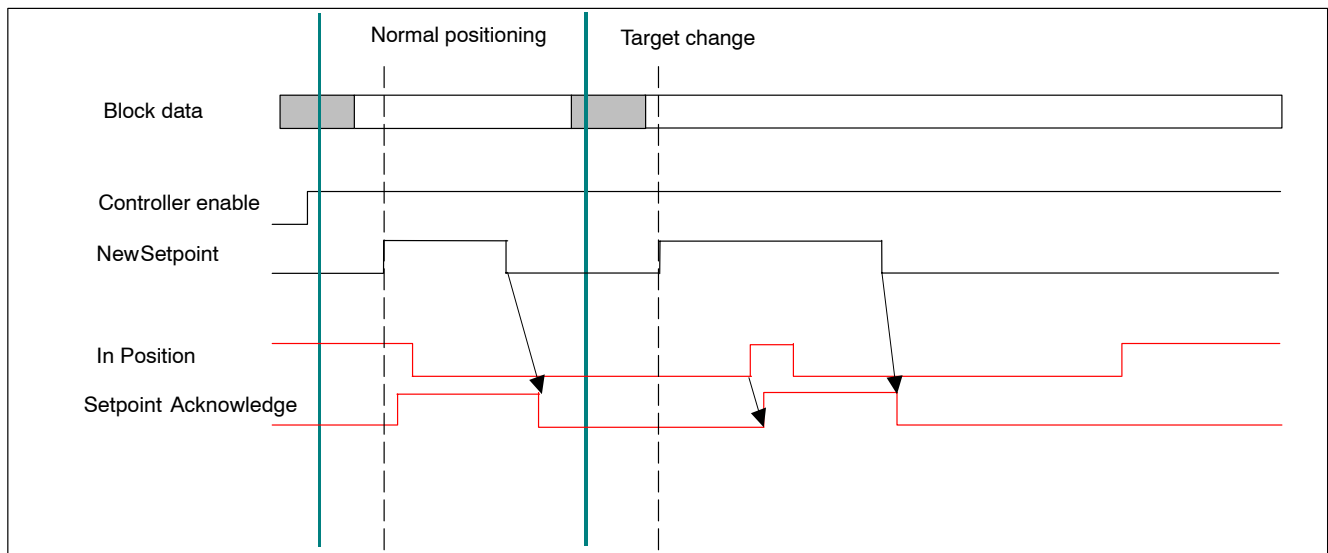 Normal positioning
Target change
Block data
Controller enable
NewSetpoint
In Position
Setpoint Acknowledge